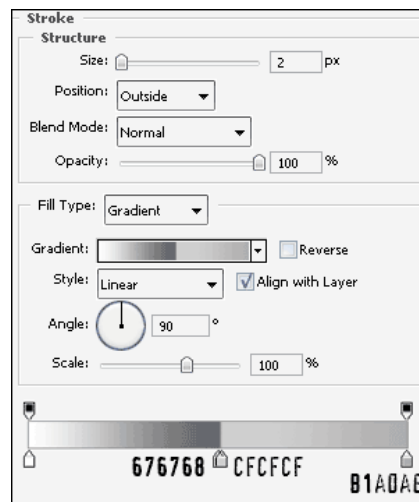 Stroke
Structure
Size: 2 px
Position: Outside
Blend Mode: Normal
Opacity: 100 %
Fill Type: Gradient
Gradient: Reverse
Style: Linear Align with Layer
Angle: 90 °
Scale: 100 %
676768 CFCFCF